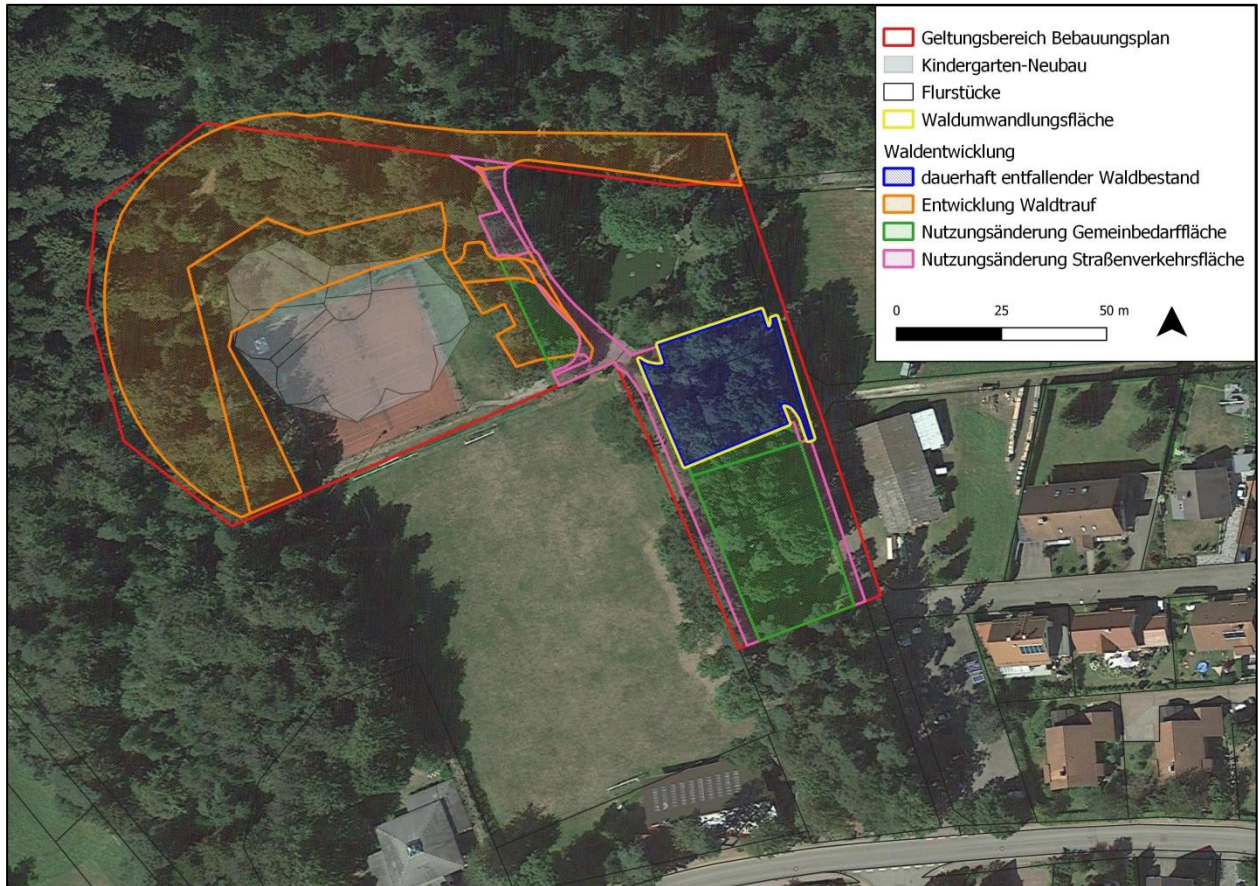 Geltungsbereich Bebauungsplan
Kindergarten-Neubau
Flurstücke
Waldumwandlungsfläche
Waldentwicklung
dauerhaft entfallender Waldbestand
Entwicklung Waldtrauf
Nutzungsänderung Gemeinbedarffläche
Nutzungsänderung Straßenverkehrsfläche
0 25 50 m